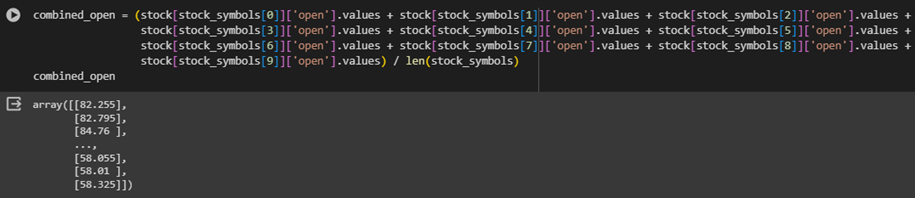 combined_open = (stock[stock_symbols[0]]['open'].values + stock[stock_symbols[1]]['open'].values + stock[stock_symbols[2]]['open'].values +
stock[stock_symbols[3]]['open'].values + stock[stock_symbols[4]]['open'].values + stock[stock_symbols[5]]['open'].values +
stock[stock_symbols[6]]['open'].values + stock[stock_symbols[7]]['open'].values + stock[stock_symbols[8]]['open'].values +
stock[stock_symbols[9]]['open'].values) / len(stock_symbols)
combined_open
array([[82.255],
[82.795],
[84.76 ],
...,
[58.055],
[58.01 ],
[58.325]])